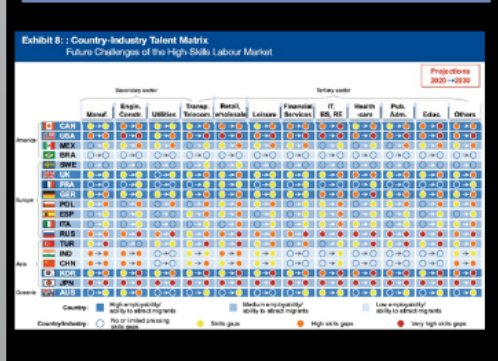 Exhibit 8: : Country-Industry Talent Matrix
Future Challenges of the High-Skills Labour Market
Projections
2020→2030
Secondary sector
Tertiary sector
Manuf.
Engin. Constr.
Utilities
Transp. Telecom
Retail, wholesale
Leisure
Financial Services
IT, BS, RE
Health -care
Pub. Adm.
Educ.
Others
Americas
CAN
USA
MEX
BRA
Europe
SWE
UK
FRA
GER
POL
ESP
ITA
RUS
TUR
Asia
IND
CHN
KOR
JPN
Oceania
AUS
Country:
High employability/ ability to attract migrants
Medium employability/ ability to attract migrants
Low employability/ ability to attract migrants
Country/Industry:
No or limited pressing skills gaps
Skills gaps
High skills gaps
Very high skills gaps